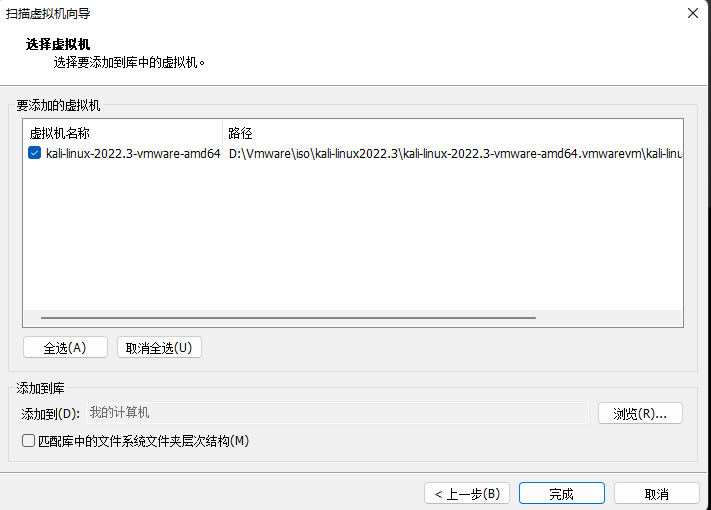 扫描虚拟机向导
选择虚拟机
选择要添加到库中的虚拟机。
要添加的虚拟机
虚拟机名称 路径
kali-linux-2022.3-vmware-amd64 D:\Vmware\iso\kali-linux2022.3\kali-linux-2022.3-vmware-amd64.vmwarevm\kali-linu
全选(A) 取消全选(U)
添加到库
添加到(D): 我的计算机 浏览(R)...
匹配库中的文件系统文件夹层次结构(M)
< 上一步(B) 完成 取消